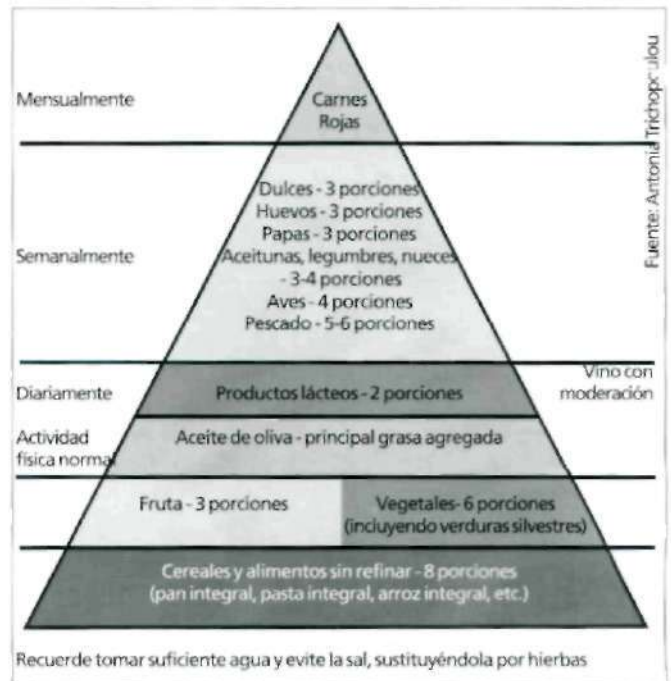 Mensualmente
Carnes
Rojas
Fuente: Antonia Trichopoulou
Semanalmente
Dulces - 3 porciones
Huevos - 3 porciones
Papas - 3 porciones
Aceitunas, legumbres, nueces
- 3-4 porciones
Aves - 4 porciones
Pescado - 5-6 porciones
Diariamente
Productos lácteos - 2 porciones
Vino con
moderación
Actividad
física normal
Aceite de oliva - principal grasa agregada
Fruta - 3 porciones
Vegetales- 6 porciones
(incluyendo verduras silvestres)
Cereales y alimentos sin refinar - 8 porciones
(pan integral, pasta integral, arroz integral, etc.)
Recuerde tomar suficiente agua y evite la sal, sustituyéndola por hierbas